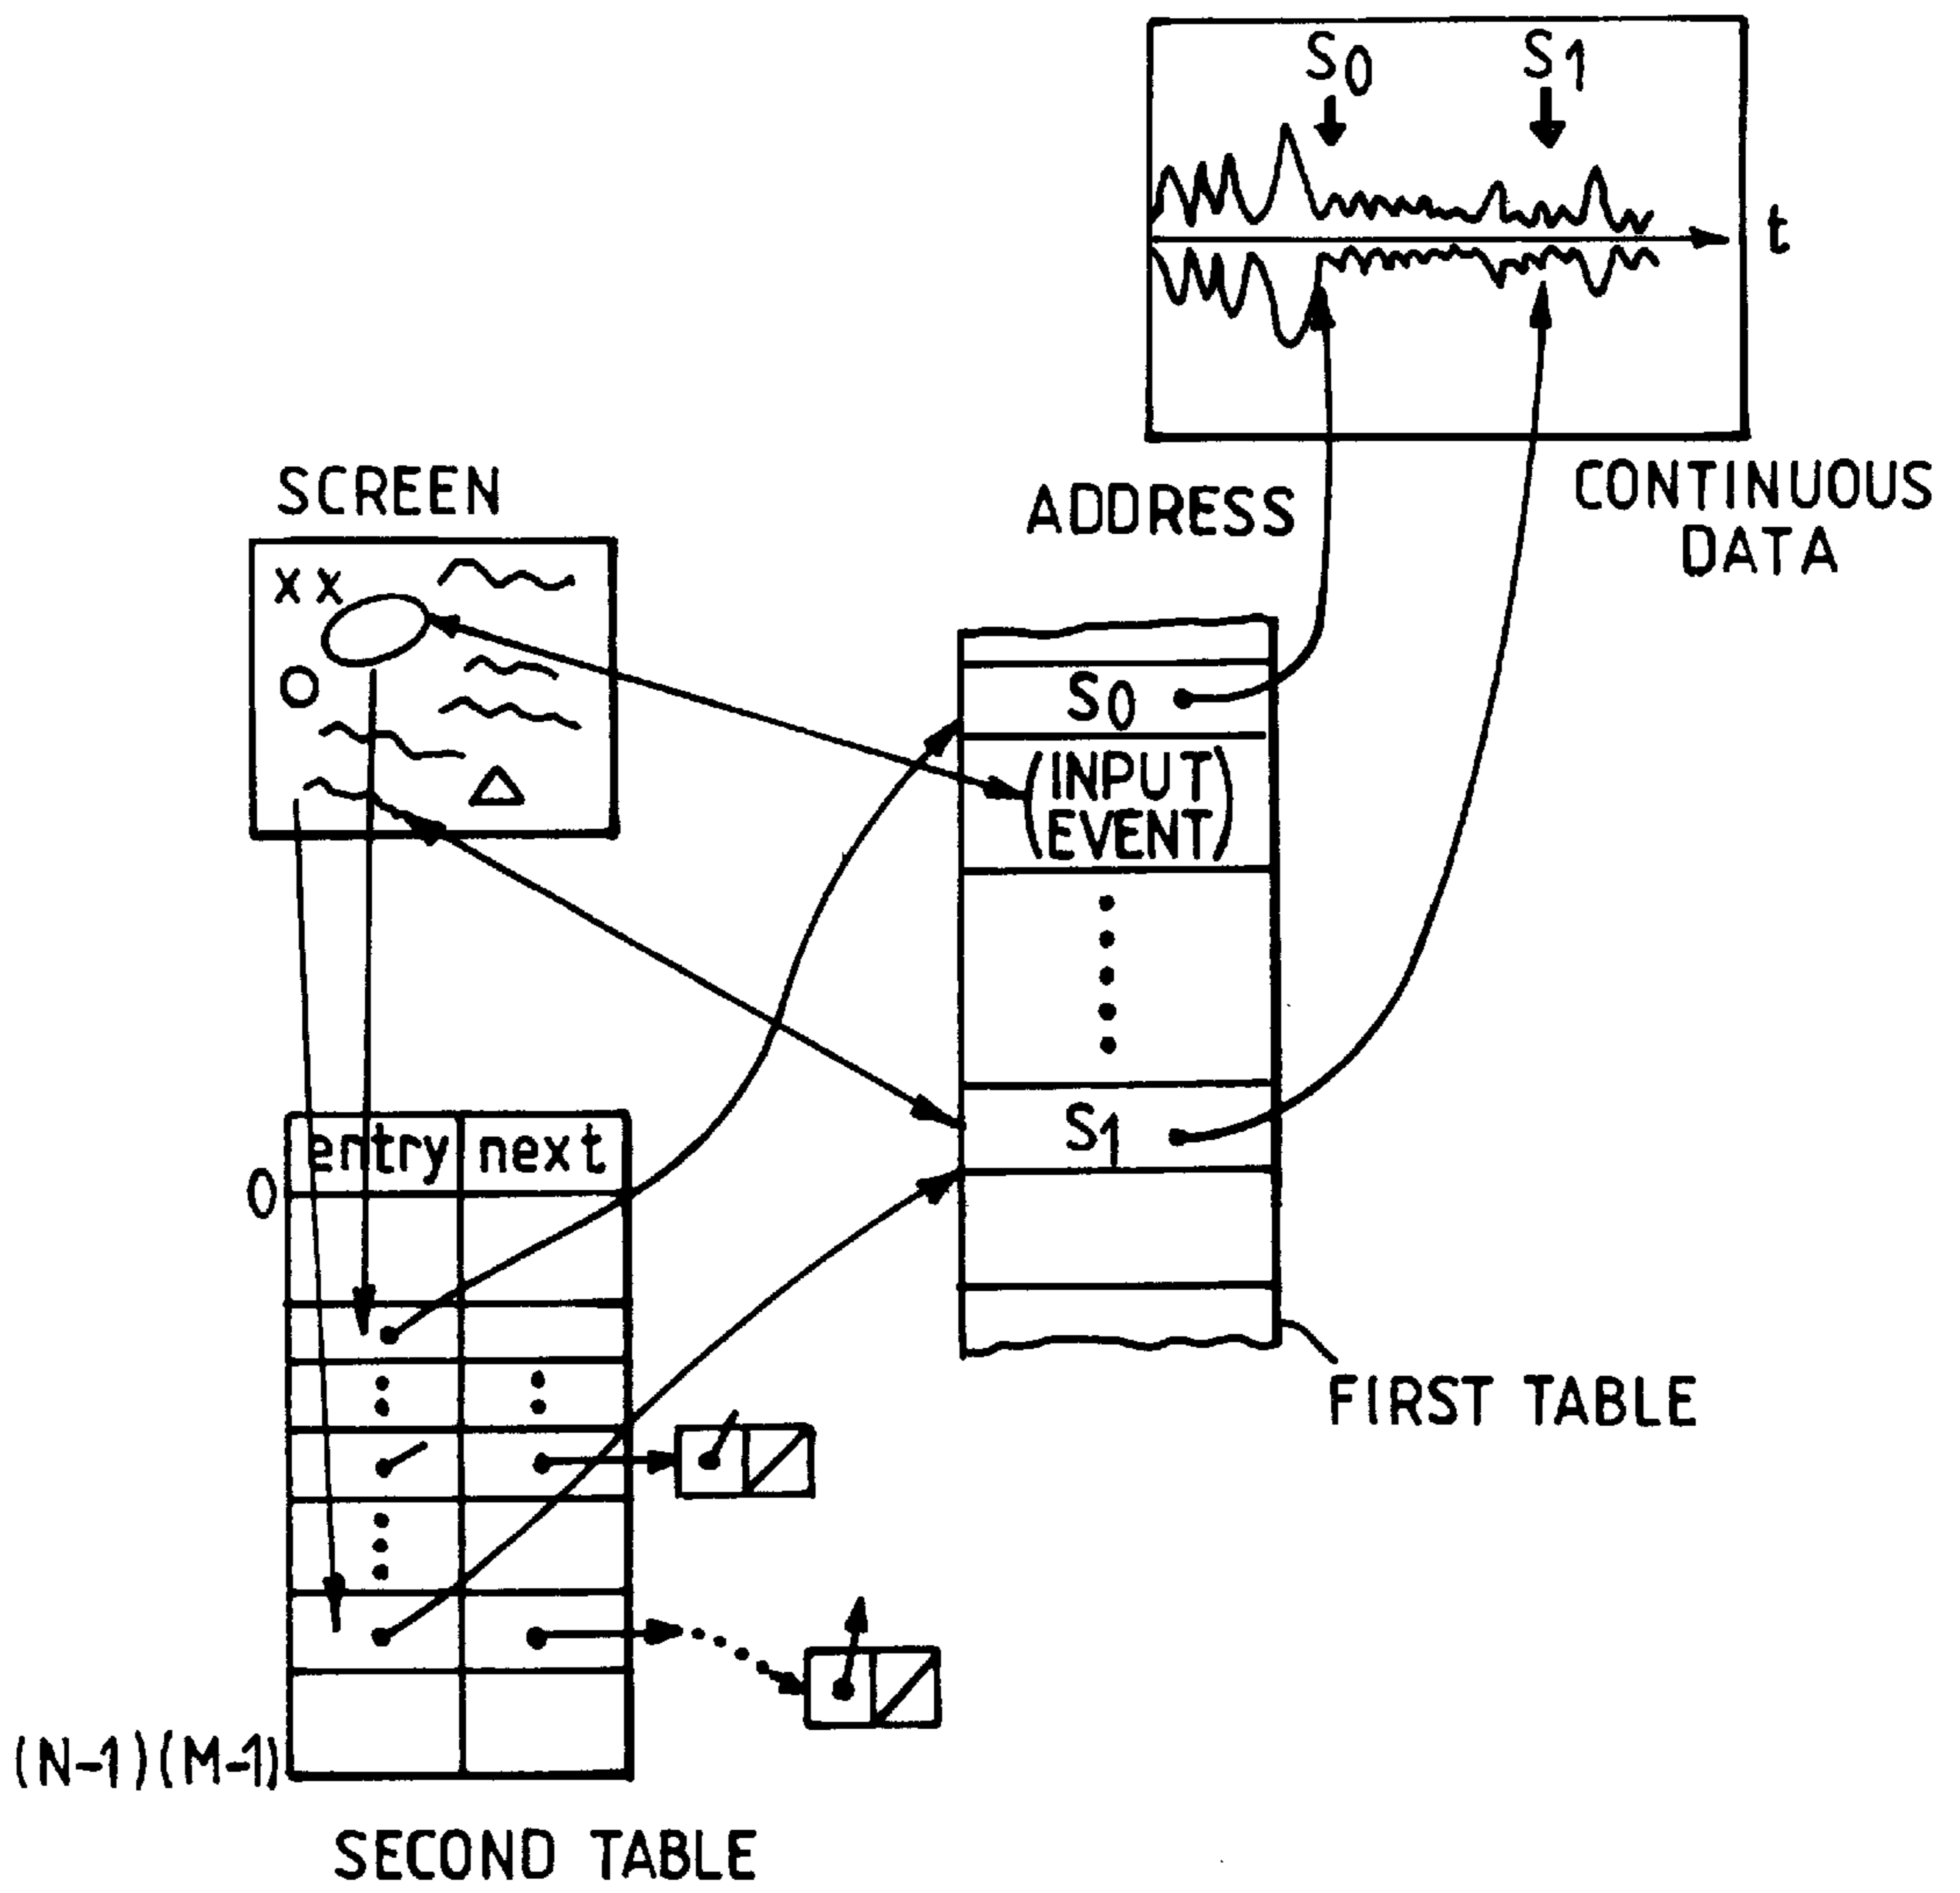 S0 S1
t
CONTINUOUS
DATA
SCREEN
ADDRESS
XX
S0
(INPUT
EVENT)
S1
entry next
0
FIRST TABLE
(N-1)(M-1)
SECOND TABLE